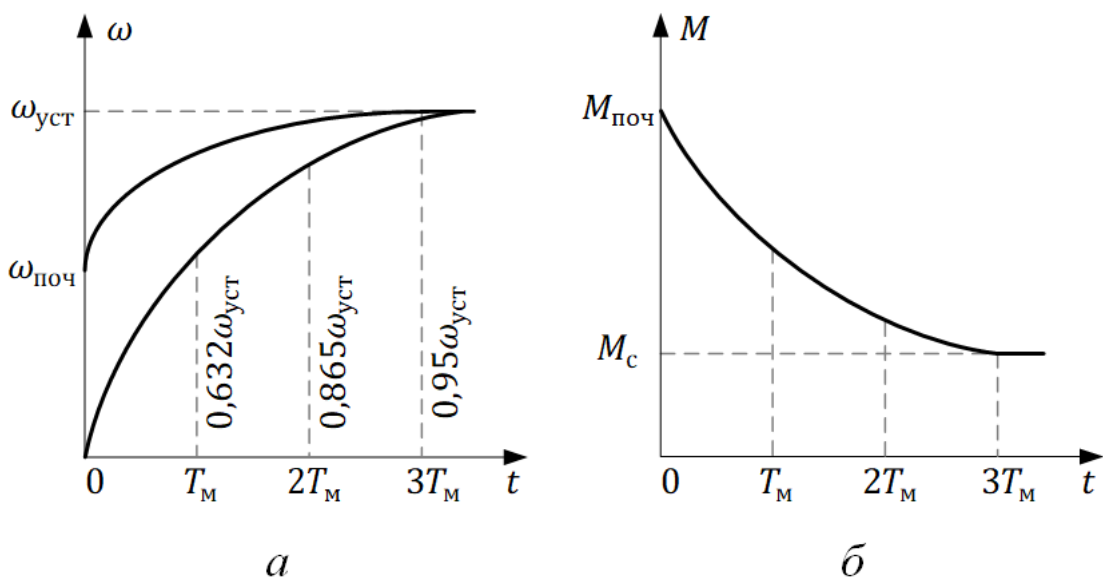 ω
ω_уст
ω_поч
0,632ω_уст
0,865ω_уст
0,95ω_уст
0 T_м 2T_м 3T_м t
а
M
M_поч
M_с
0 T_м 2T_м 3T_м t
б